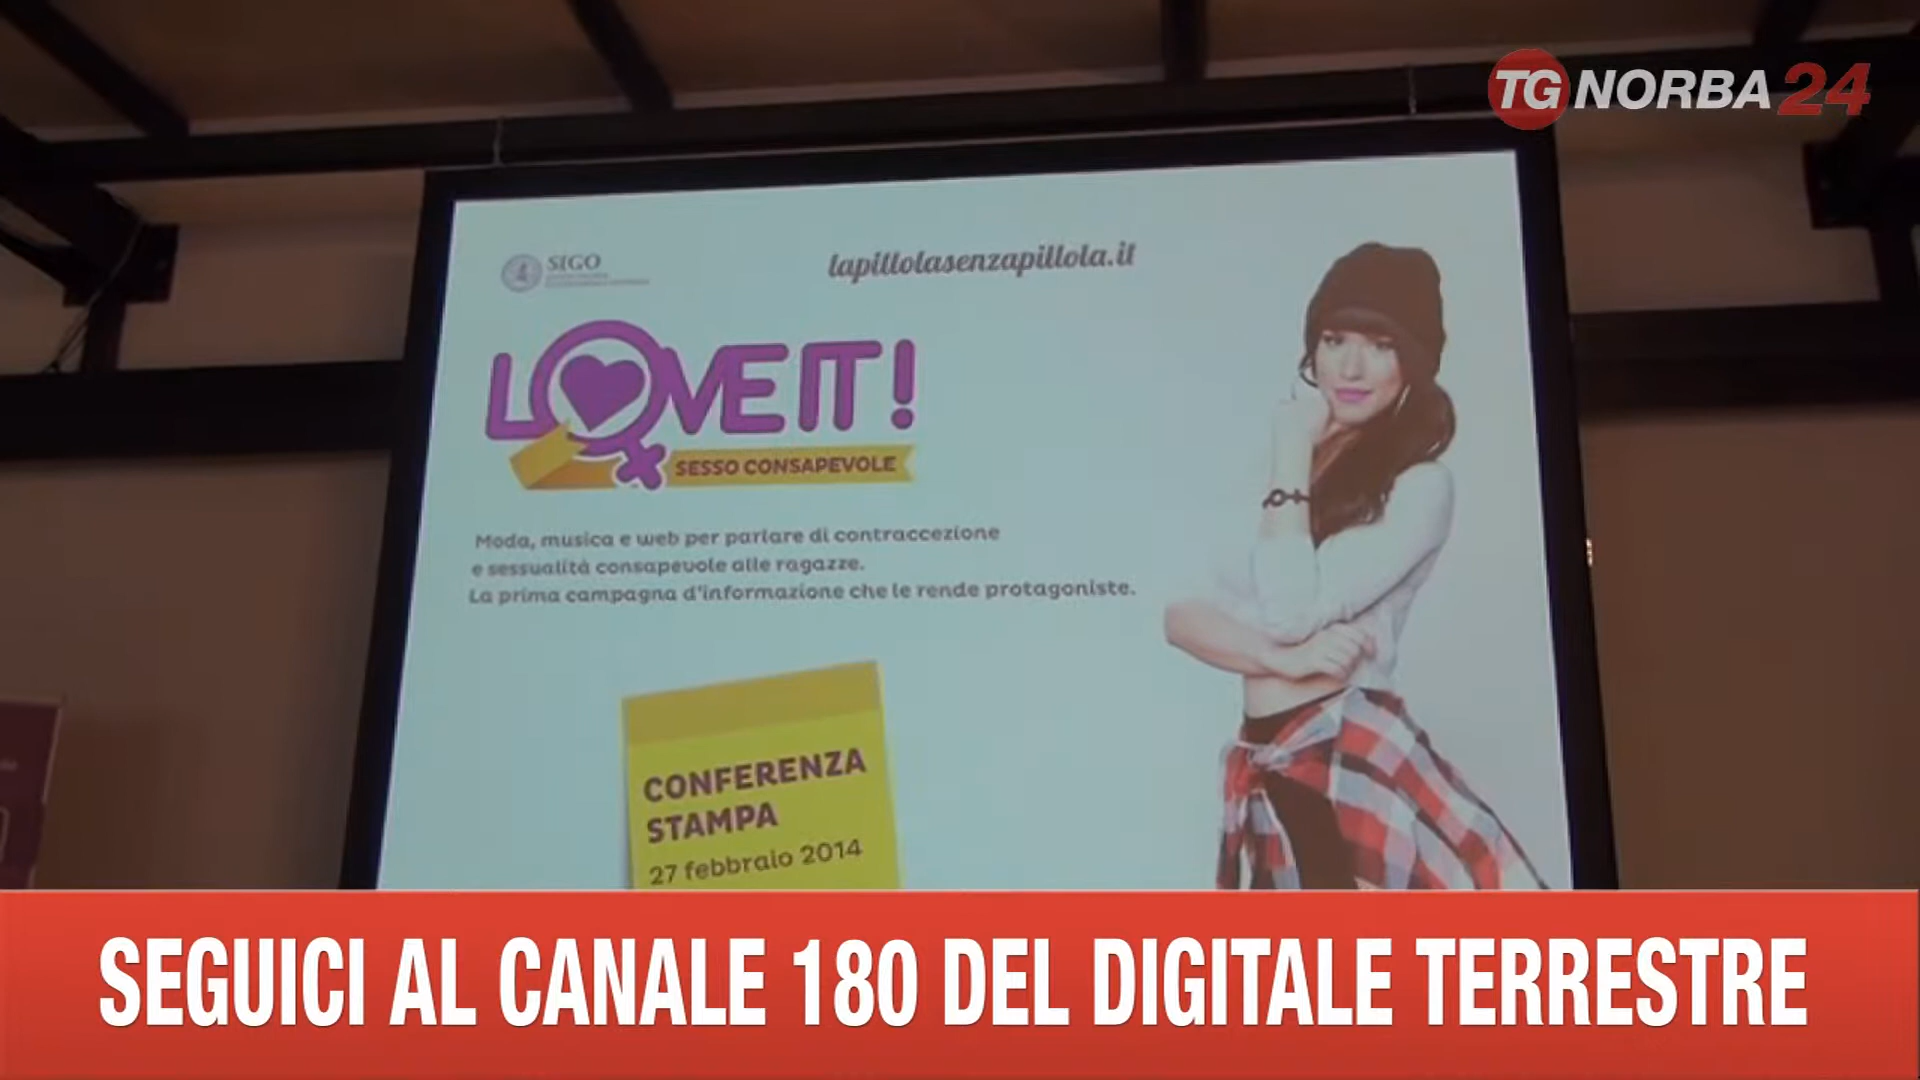 TG NORBA 24
SIGO
lapillolasenzapillola.it
LOVE IT!
SESSO CONSAPEVOLE
Moda, musica e web per parlare di contraccezione
e sessualità consapevole alle ragazze.
La prima campagna d'informazione che le rende protagoniste.
CONFERENZA
STAMPA
27 febbraio 2014
SEGUICI AL CANALE 180 DEL DIGITALE TERRESTRE